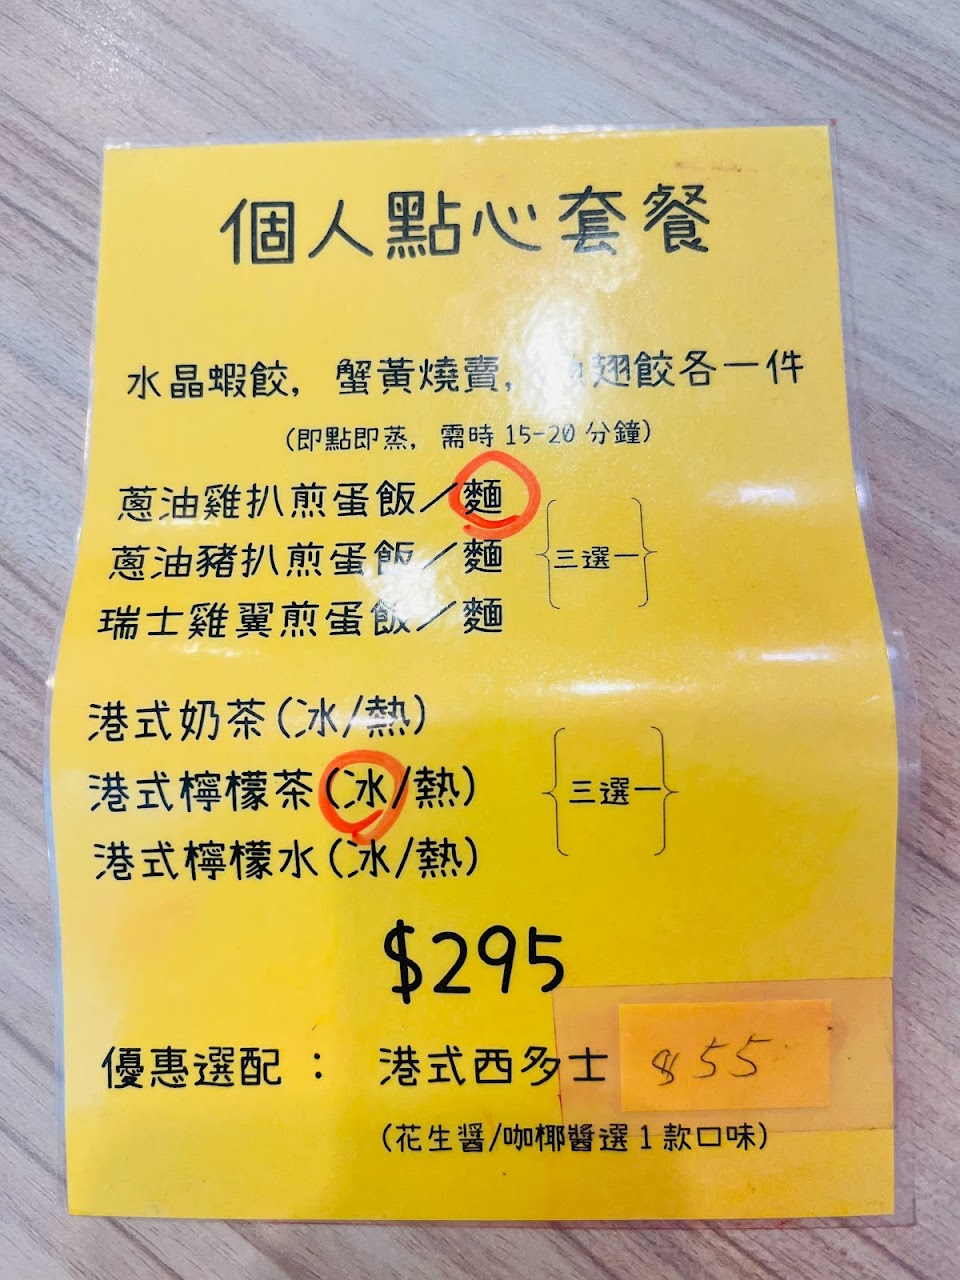 個人點心套餐
水晶蝦餃, 蟹黃燒賣, 翅餃各一件
(即點即蒸, 需時 15-20 分鐘)
蔥油雞扒煎蛋飯/麵
蔥油豬扒煎蛋飯/麵
三選一
瑞士雞翼煎蛋飯/麵
港式奶茶(冰/熱)
港式檸檬茶(冰/熱)
三選一
港式檸檬水(冰/熱)
$295
優惠選配： 港式西多士 $55
(花生醬/咖椰醬選 1 款口味)